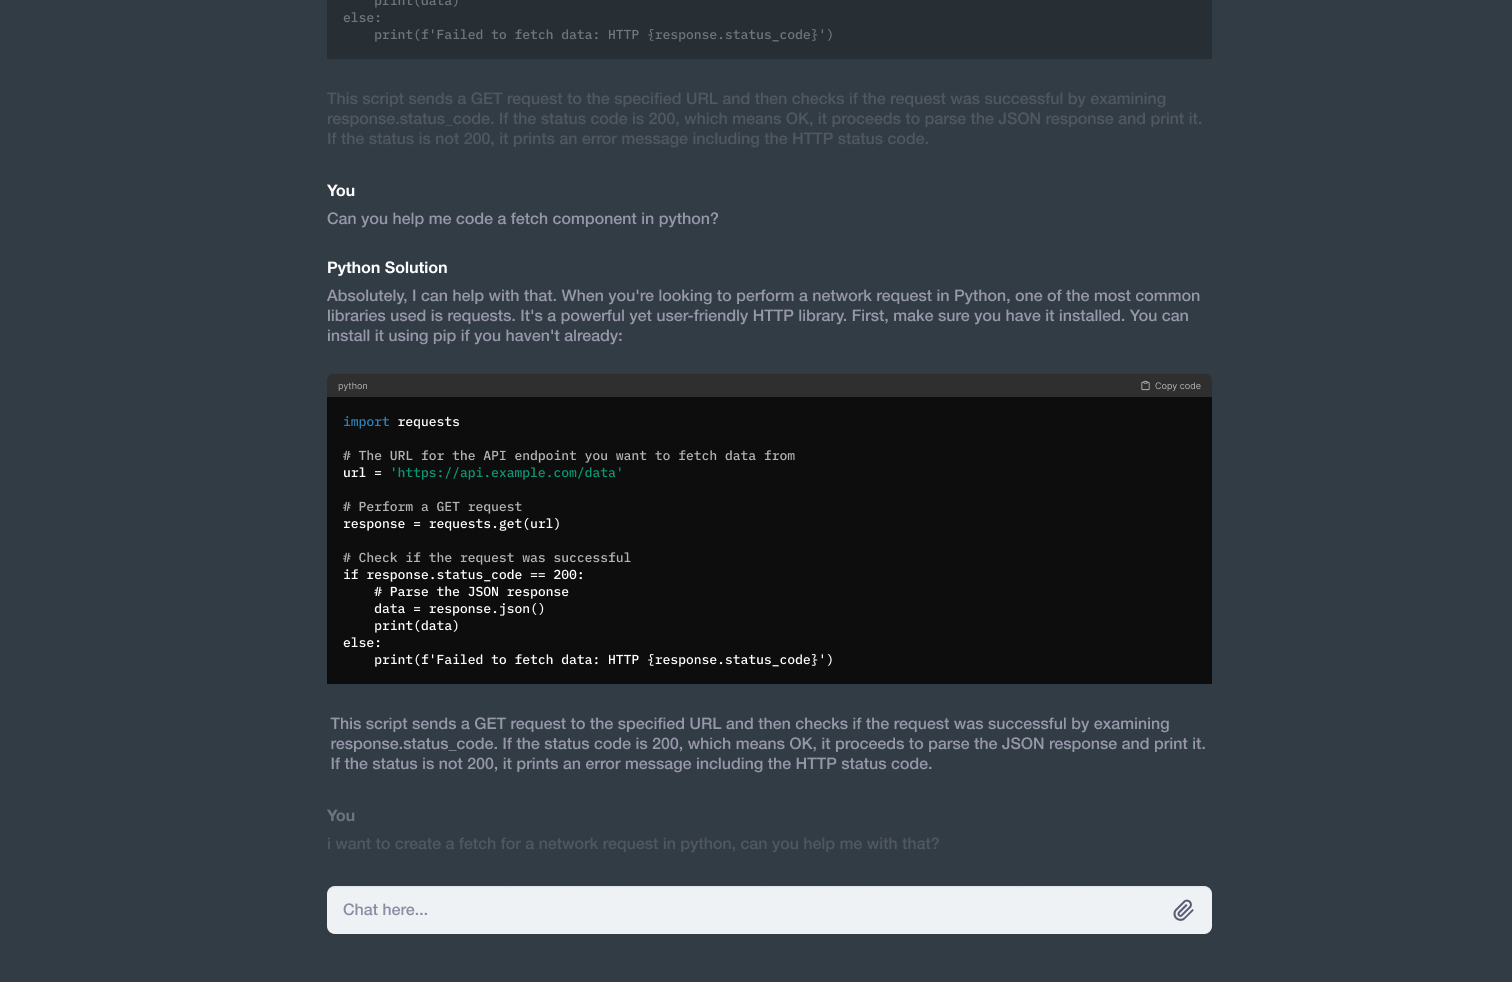 print(data)
else:
    print(f'Failed to fetch data: HTTP {response.status_code}')
This script sends a GET request to the specified URL and then checks if the request was successful by examining
response.status_code. If the status code is 200, which means OK, it proceeds to parse the JSON response and print it.
If the status is not 200, it prints an error message including the HTTP status code.
You
Can you help me code a fetch component in python?
Python Solution
Absolutely, I can help with that. When you're looking to perform a network request in Python, one of the most common
libraries used is requests. It's a powerful yet user-friendly HTTP library. First, make sure you have it installed. You can
install it using pip if you haven't already:
python Copy code
import requests
# The URL for the API endpoint you want to fetch data from
url = 'https://api.example.com/data'
# Perform a GET request
response = requests.get(url)
# Check if the request was successful
if response.status_code == 200:
    # Parse the JSON response
    data = response.json()
    print(data)
else:
    print(f'Failed to fetch data: HTTP {response.status_code}')
This script sends a GET request to the specified URL and then checks if the request was successful by examining
response.status_code. If the status code is 200, which means OK, it proceeds to parse the JSON response and print it.
If the status is not 200, it prints an error message including the HTTP status code.
You
i want to create a fetch for a network request in python, can you help me with that?
Chat here...